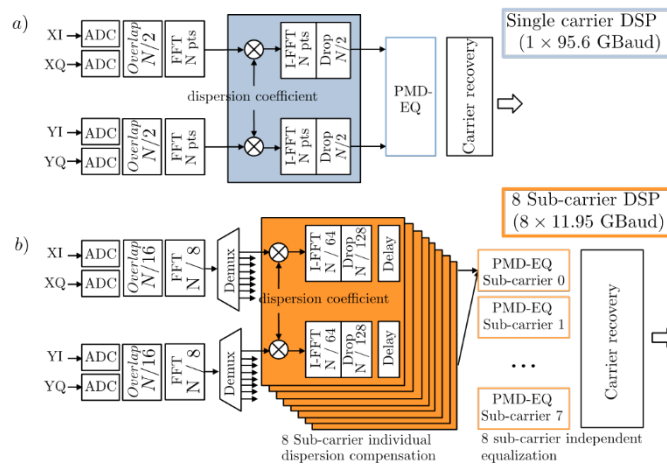 a)
XI
XQ
ADC
ADC
Overlap
N/2
FFT
N pts
I-FFT
N pts
Drop
N/2
dispersion coefficient
YI
YQ
ADC
ADC
Overlap
N/2
FFT
N pts
I-FFT
N pts
Drop
N/2
PMD-
EQ
Carrier recovery
Single carrier DSP
(1 × 95.6 GBaud)
8 Sub-carrier DSP
(8 × 11.95 GBaud)
b)
XI
XQ
ADC
ADC
Overlap
N/16
FFT
N / 8
Demux
I-FFT
N / 64
Drop
N / 128
Delay
dispersion coefficient
YI
YQ
ADC
ADC
Overlap
N/16
FFT
N / 8
Demux
I-FFT
N / 64
Drop
N / 128
Delay
PMD-EQ
Sub-carrier 0
PMD-EQ
Sub-carrier 1
...
PMD-EQ
Sub-carrier 7
Carrier recovery
8 Sub-carrier individual
dispersion compensation
8 sub-carrier independent
equalization